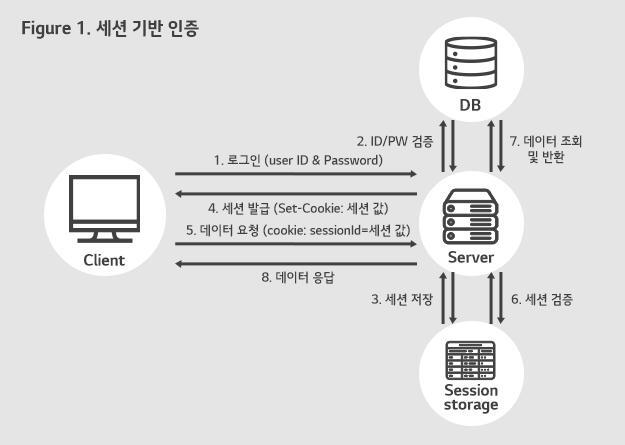 Figure 1. 세션 기반 인증
DB
2. ID/PW 검증
7. 데이터 조회
및 반환
1. 로그인 (user ID & Password)
4. 세션 발급 (Set-Cookie: 세션 값)
5. 데이터 요청 (cookie: sessionId=세션 값)
8. 데이터 응답
Client
Server
3. 세션 저장
6. 세션 검증
Session
storage